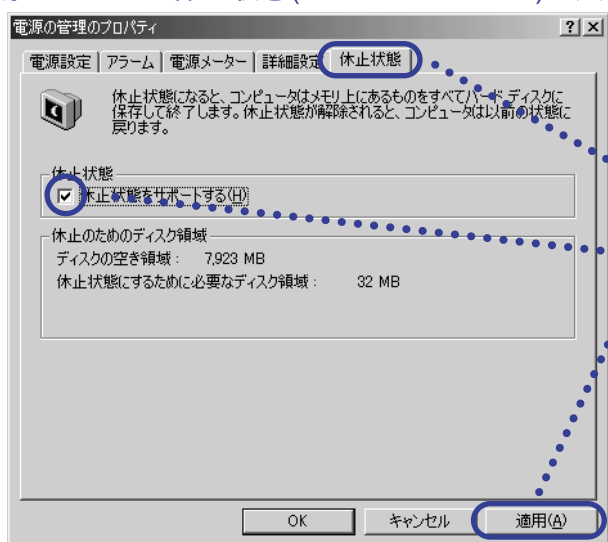 電源の管理のプロパティ
電源設定 アラーム 電源メーター 詳細設定 休止状態
休止状態になると、コンピュータはメモリ上にあるものをすべてハード ディスクに
保存して終了します。休止状態が解除されると、コンピュータは以前の状態に
戻ります。
休止状態
休止状態をサポートする(H)
休止のためのディスク領域
ディスクの空き領域： 7,923 MB
休止状態にするために必要なディスク領域： 32 MB
OK キャンセル 適用(A)